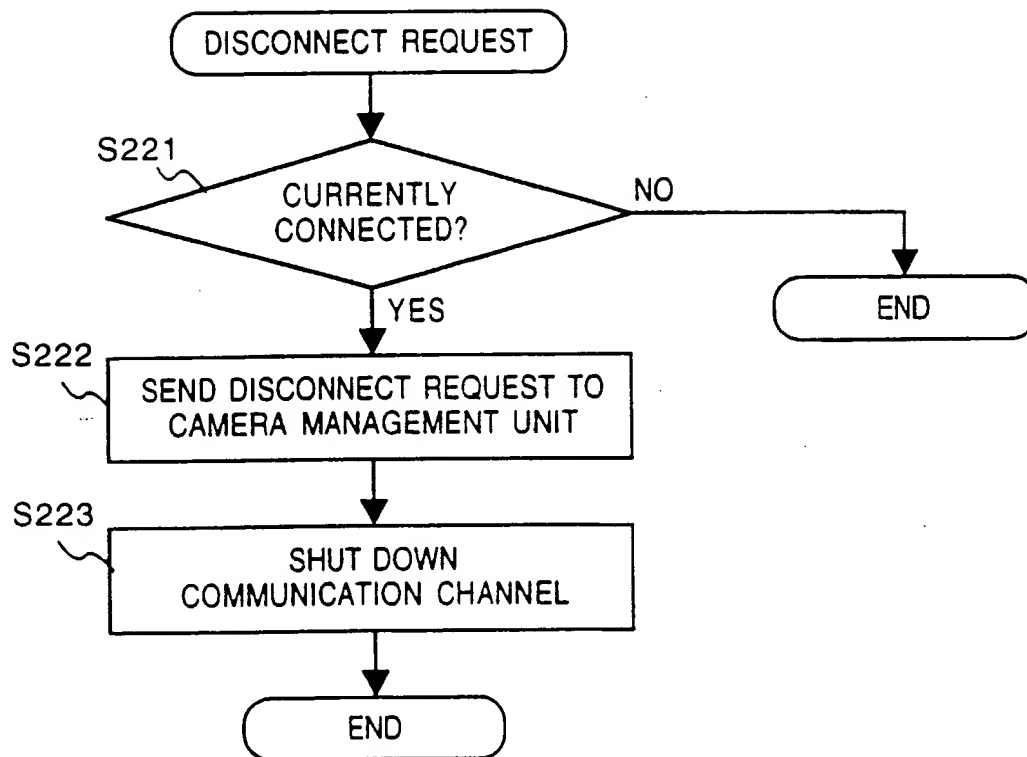 DISCONNECT REQUEST
S221
CURRENTLY
CONNECTED?
NO
END
YES
S222
SEND DISCONNECT REQUEST TO
CAMERA MANAGEMENT UNIT
S223
SHUT DOWN
COMMUNICATION CHANNEL
END